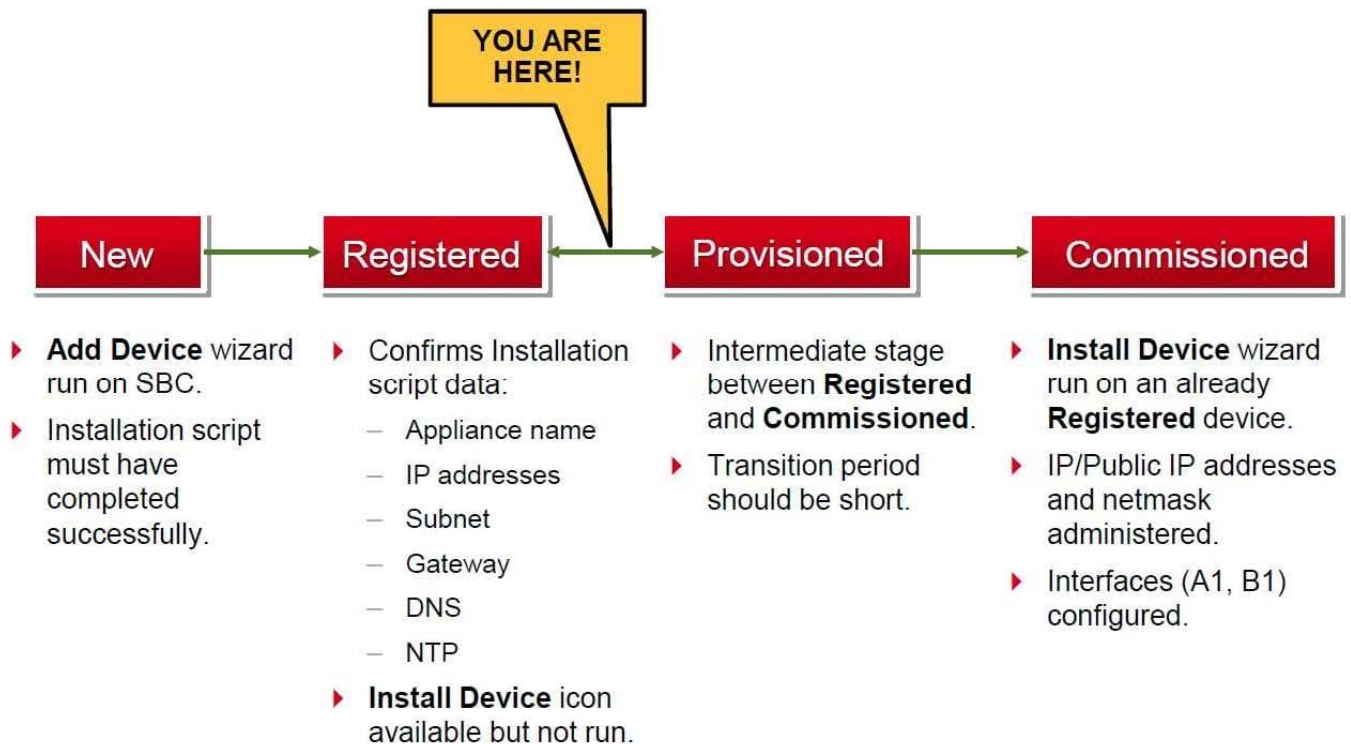 YOU ARE
HERE!
New
Registered
Provisioned
Commissioned
Add Device wizard
run on SBC.
Installation script
must have
completed
successfully.
Confirms Installation
script data:
– Appliance name
– IP addresses
– Subnet
– Gateway
– DNS
– NTP
Install Device icon
available but not run.
Intermediate stage
between Registered
and Commissioned.
Transition period
should be short.
Install Device wizard
run on an already
Registered device.
IP/Public IP addresses
and netmask
administered.
Interfaces (A1, B1)
configured.